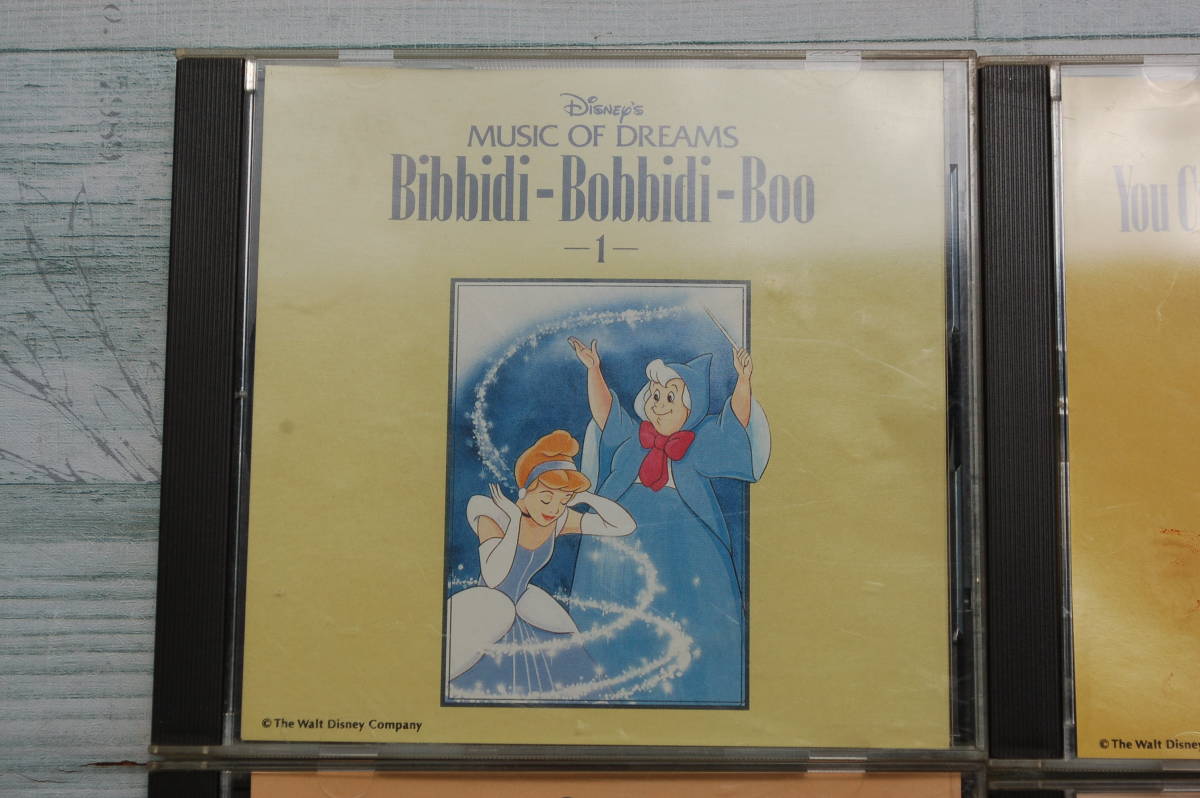 Disney's
MUSIC OF DREAMS
Bibbidi-Bobbidi-Boo
—1—
© The Walt Disney Company
You C
© The Walt Disney